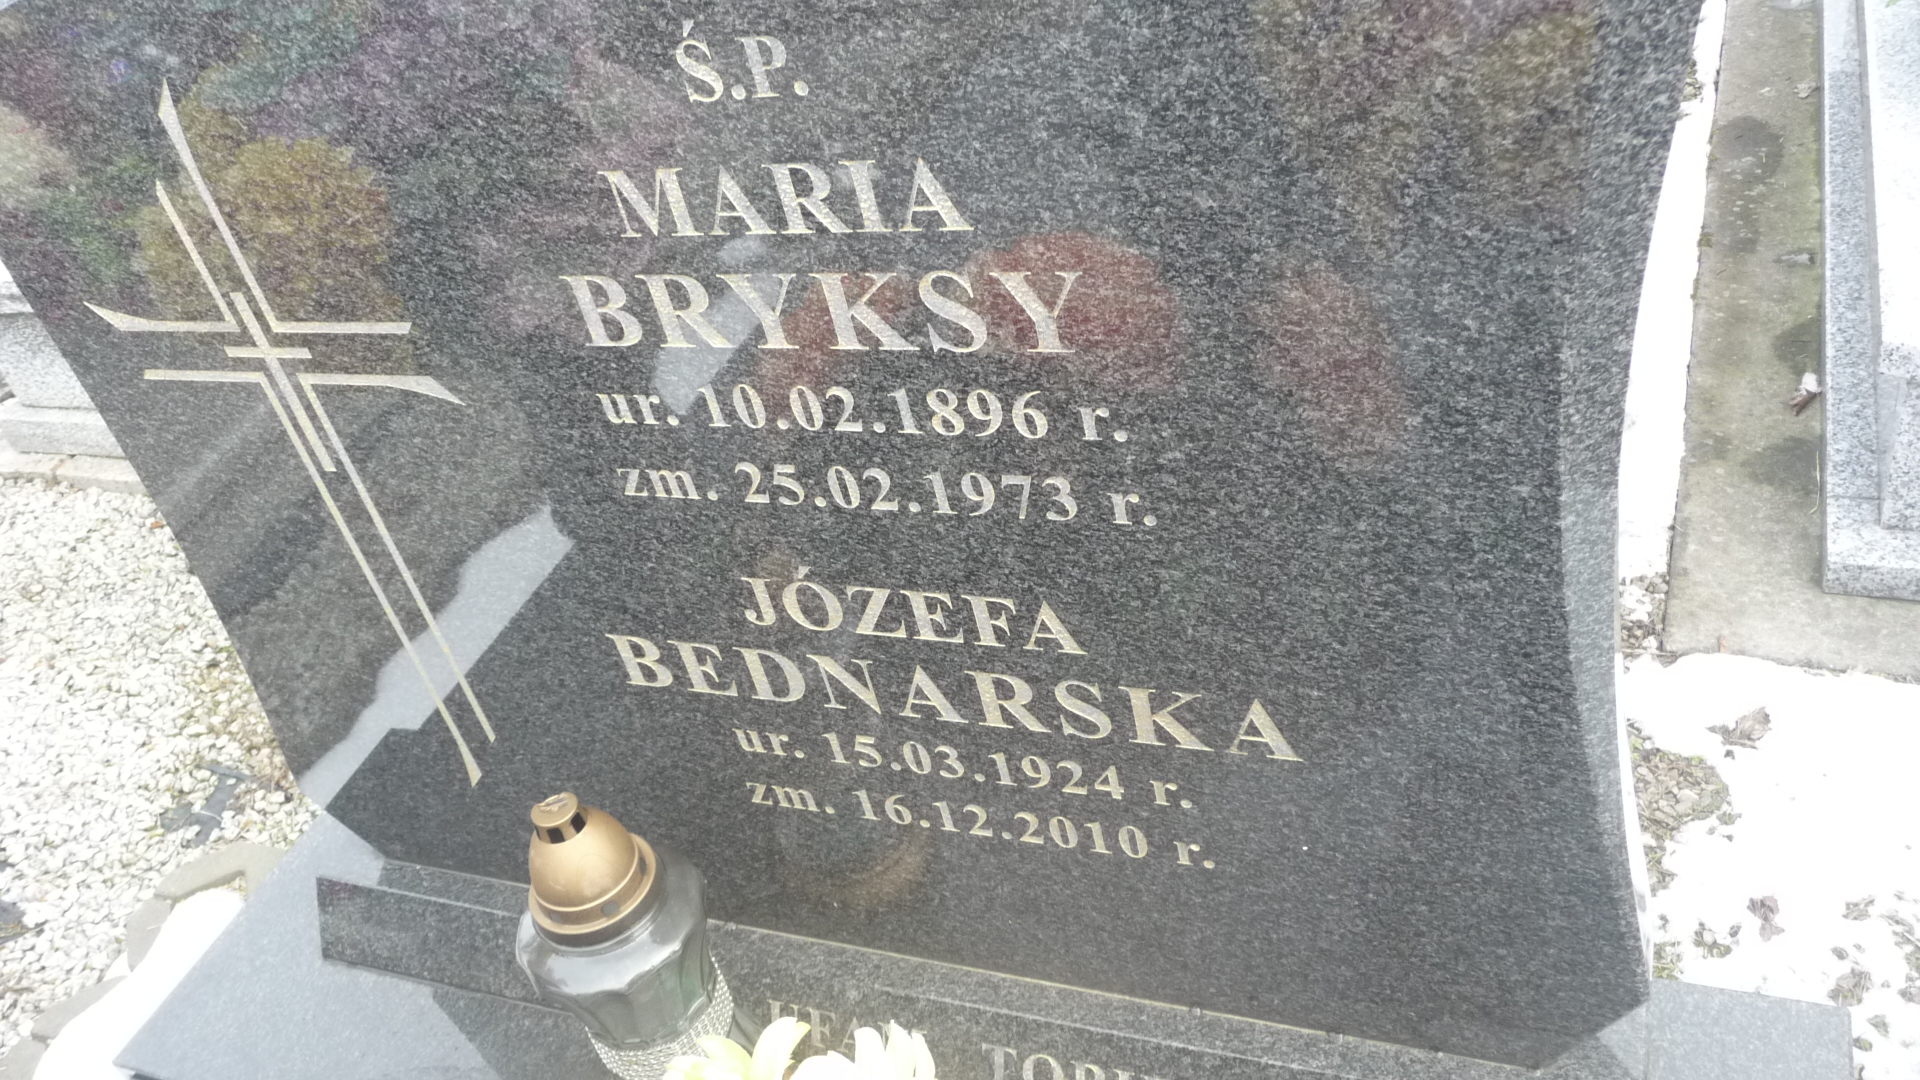 Ś.P.
MARIA
BRYKSY
ur. 10.02.1896 r.
zm. 25.02.1973 r.
JÓZEFA
BEDNARSKA
ur. 15.03.1924 r.
zm. 16.12.2010 r.